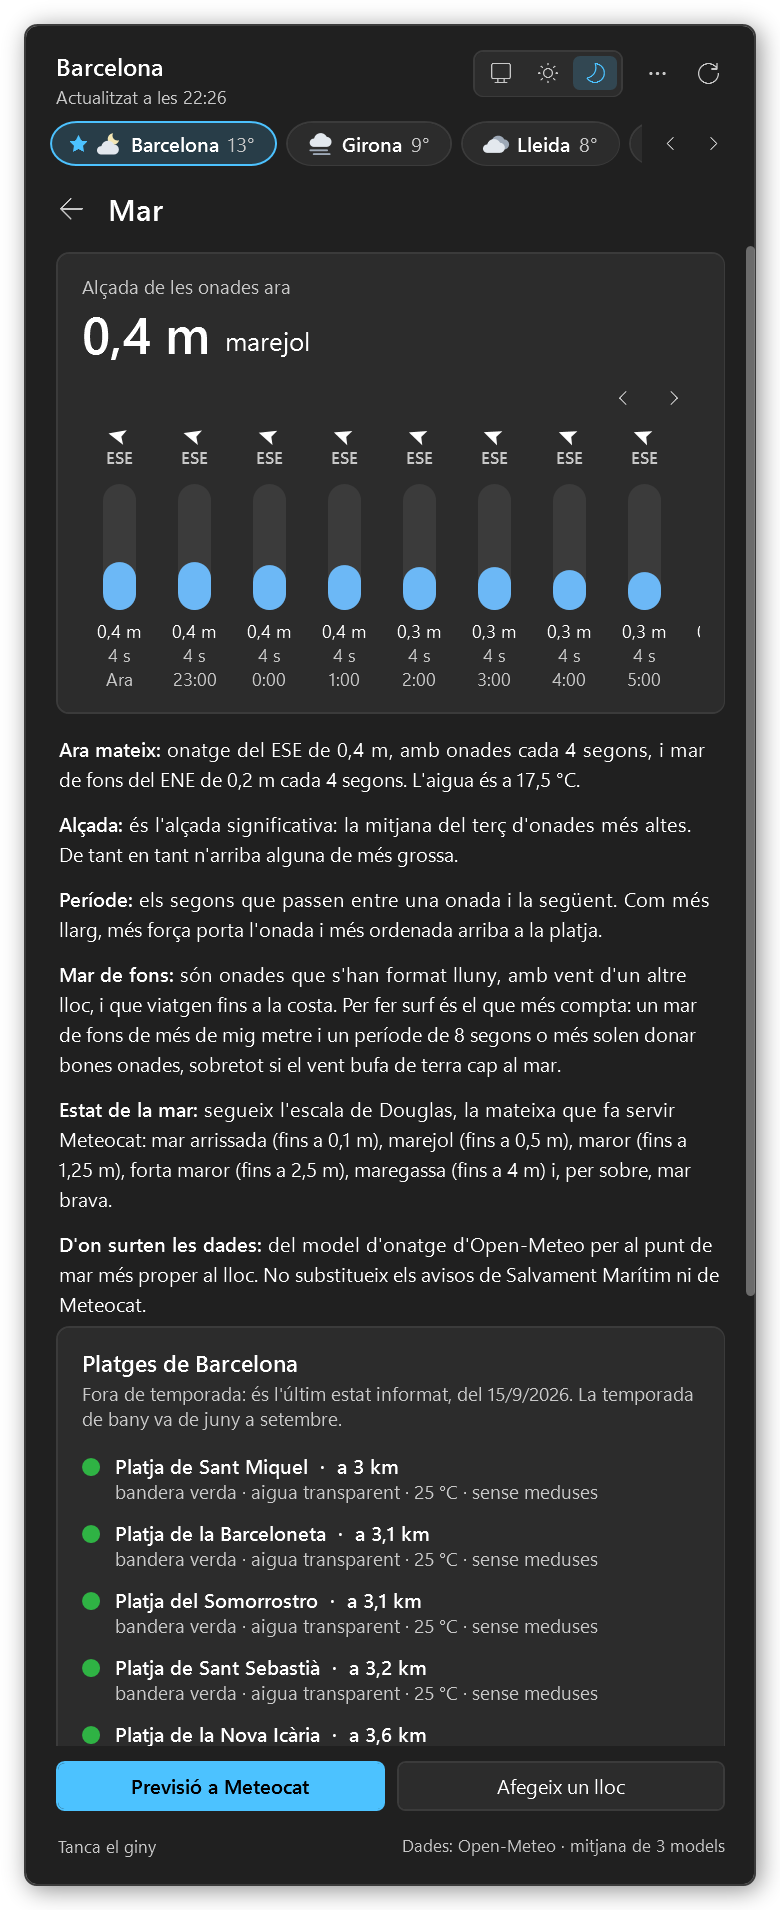 Barcelona
Actualitzat a les 22:26
Barcelona 13°
Girona 9°
Lleida 8°
Mar
Alçada de les onades ara
0,4 m marejol
ESE ESE ESE ESE ESE ESE ESE ESE
0,4 m 0,4 m 0,4 m 0,4 m 0,3 m 0,3 m 0,3 m 0,3 m
4 s 4 s 4 s 4 s 4 s 4 s 4 s 4 s
Ara 23:00 0:00 1:00 2:00 3:00 4:00 5:00
Ara mateix: onatge del ESE de 0,4 m, amb onades cada 4 segons, i mar
de fons del ENE de 0,2 m cada 4 segons. L'aigua és a 17,5 °C.
Alçada: és l'alçada significativa: la mitjana del terç d'onades més altes.
De tant en tant n'arriba alguna de més grossa.
Període: els segons que passen entre una onada i la següent. Com més
llarg, més força porta l'onada i més ordenada arriba a la platja.
Mar de fons: són onades que s'han format lluny, amb vent d'un altre
lloc, i que viatgen fins a la costa. Per fer surf és el que més compta: un mar
de fons de més de mig metre i un període de 8 segons o més solen donar
bones onades, sobretot si el vent bufa de terra cap al mar.
Estat de la mar: segueix l'escala de Douglas, la mateixa que fa servir
Meteocat: mar arrissada (fins a 0,1 m), marejol (fins a 0,5 m), maror (fins a
1,25 m), forta maror (fins a 2,5 m), maregassa (fins a 4 m) i, per sobre, mar
brava.
D'on surten les dades: del model d'onatge d'Open-Meteo per al punt de
mar més proper al lloc. No substitueix els avisos de Salvament Marítim ni de
Meteocat.
Platges de Barcelona
Fora de temporada: és l'últim estat informat, del 15/9/2026. La temporada
de bany va de juny a setembre.
Platja de Sant Miquel · a 3 km
bandera verda · aigua transparent · 25 °C · sense meduses
Platja de la Barceloneta · a 3,1 km
bandera verda · aigua transparent · 25 °C · sense meduses
Platja del Somorrostro · a 3,1 km
bandera verda · aigua transparent · 25 °C · sense meduses
Platja de Sant Sebastià · a 3,2 km
bandera verda · aigua transparent · 25 °C · sense meduses
Platja de la Nova Icària · a 3,6 km
Previsió a Meteocat
Afegeix un lloc
Tanca el giny
Dades: Open-Meteo · mitjana de 3 models